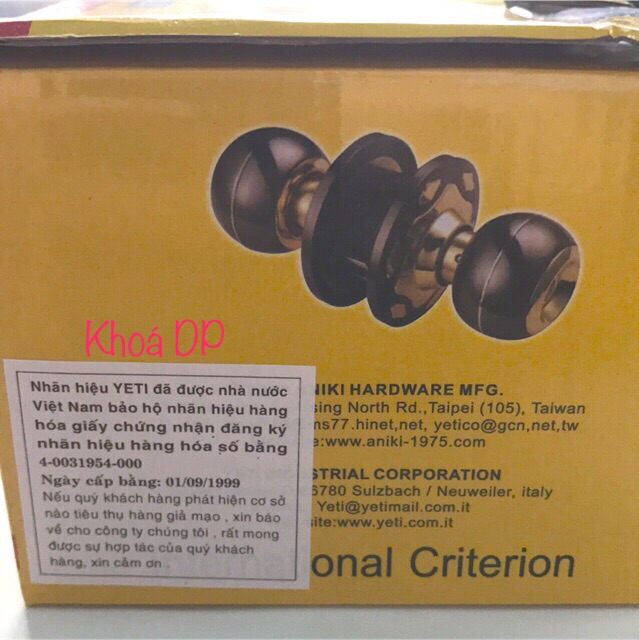 Khoá DP
Nhãn hiệu YETI đã được nhà nước
Việt Nam bảo hộ nhãn hiệu hàng
hóa giấy chứng nhận đăng ký
nhãn hiệu hàng hóa số bằng
4-0031954-000
Ngày cấp bằng: 01/09/1999
Nếu quý khách hàng phát hiện cơ sở
nào tiêu thụ hàng giả mạo , xin báo
về cho công ty chúng tôi , rất mong
được sự hợp tác của quý khách
hàng, xin cảm ơn
NIKI HARDWARE MFG.
sing North Rd.,Taipei (105), Taiwan
ms77.hinet,net, yetico@gcn,net,tw
e:www.aniki-1975.com
STRIAL CORPORATION
6780 Sulzbach / Neuweiler, italy
Yeti@yetimail.com.it
site:www.yeti.com.it
onal Criterion